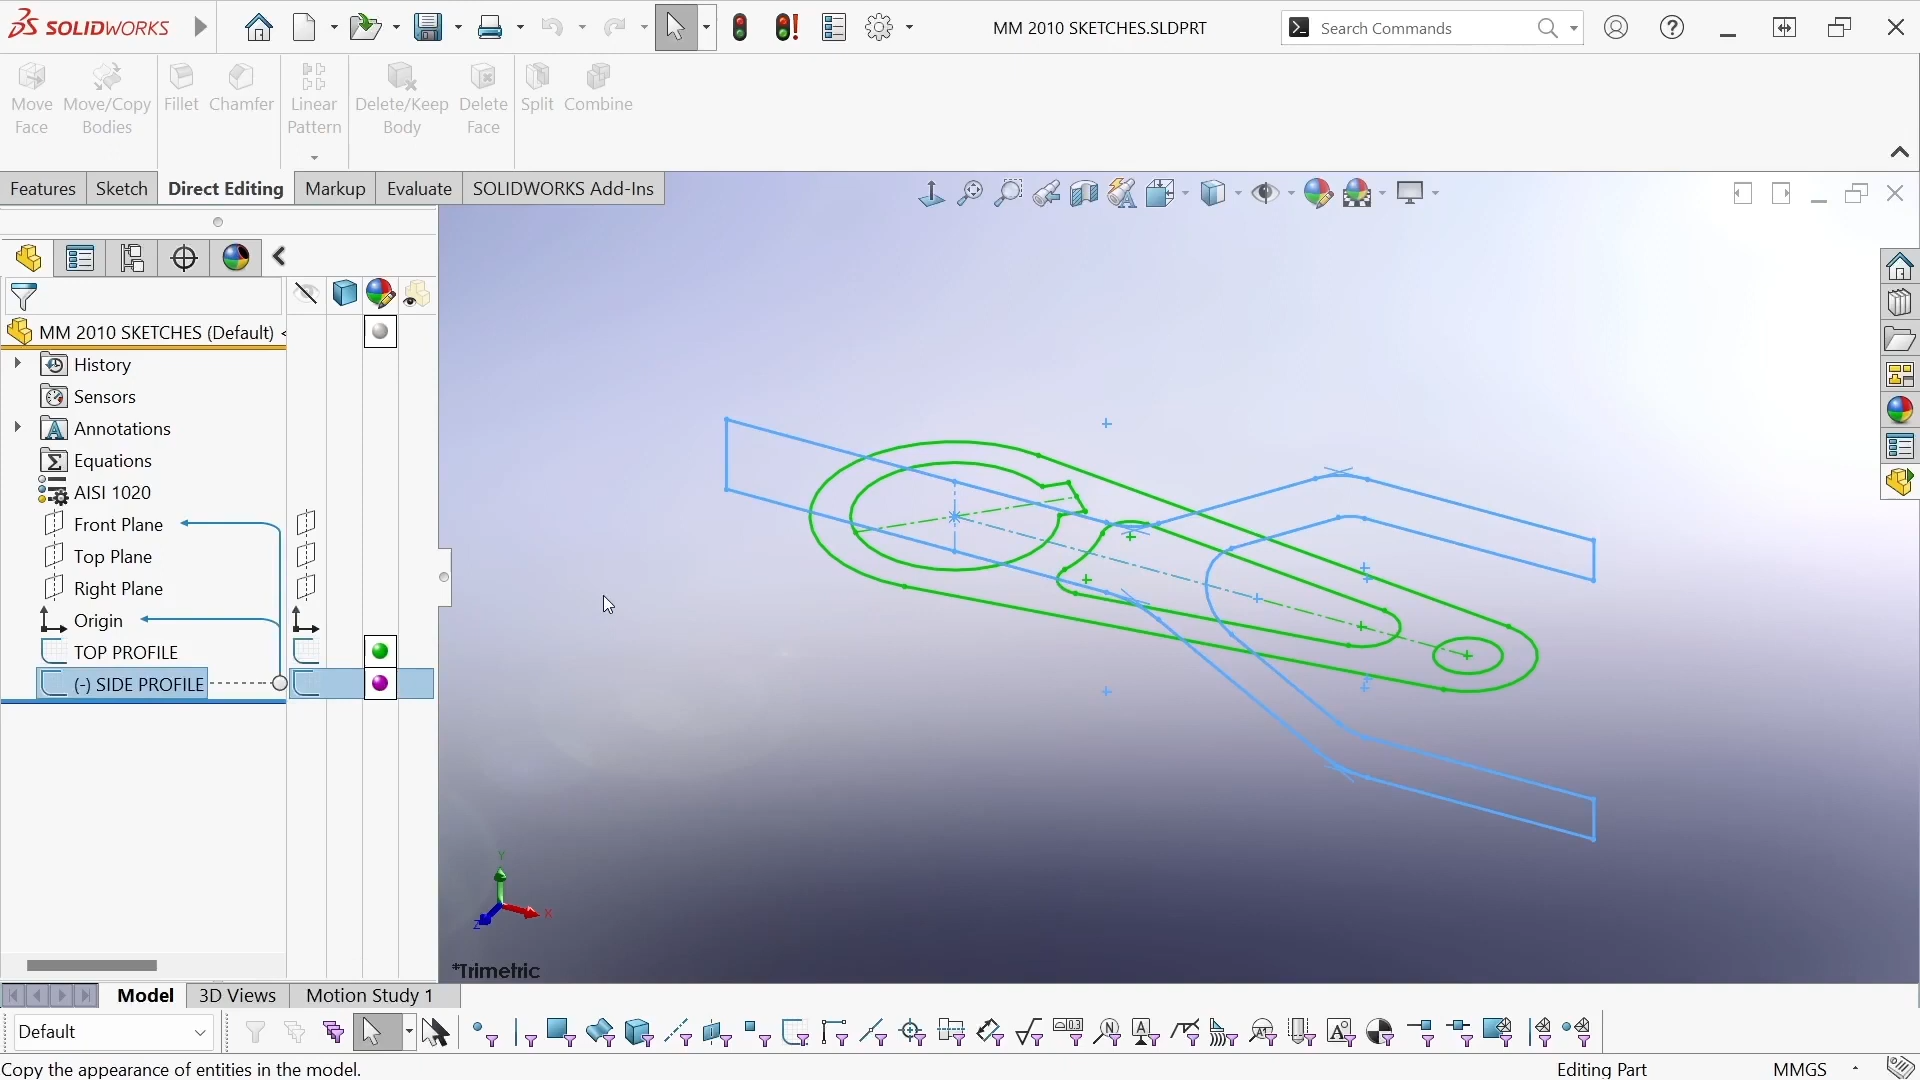 SOLIDWORKS
MM 2010 SKETCHES.SLDPRT
Search Commands
Move Face
Move/Copy Bodies
Fillet
Chamfer
Linear Pattern
Delete/Keep Body
Delete Face
Split
Combine
Features
Sketch
Direct Editing
Markup
Evaluate
SOLIDWORKS Add-Ins
MM 2010 SKETCHES (Default) <
History
Sensors
Annotations
Equations
AISI 1020
Front Plane
Top Plane
Right Plane
Origin
TOP PROFILE
(-) SIDE PROFILE
Y
X
Z
*Trimetric
Model
3D Views
Motion Study 1
Default
Copy the appearance of entities in the model.
Editing Part
MMGS